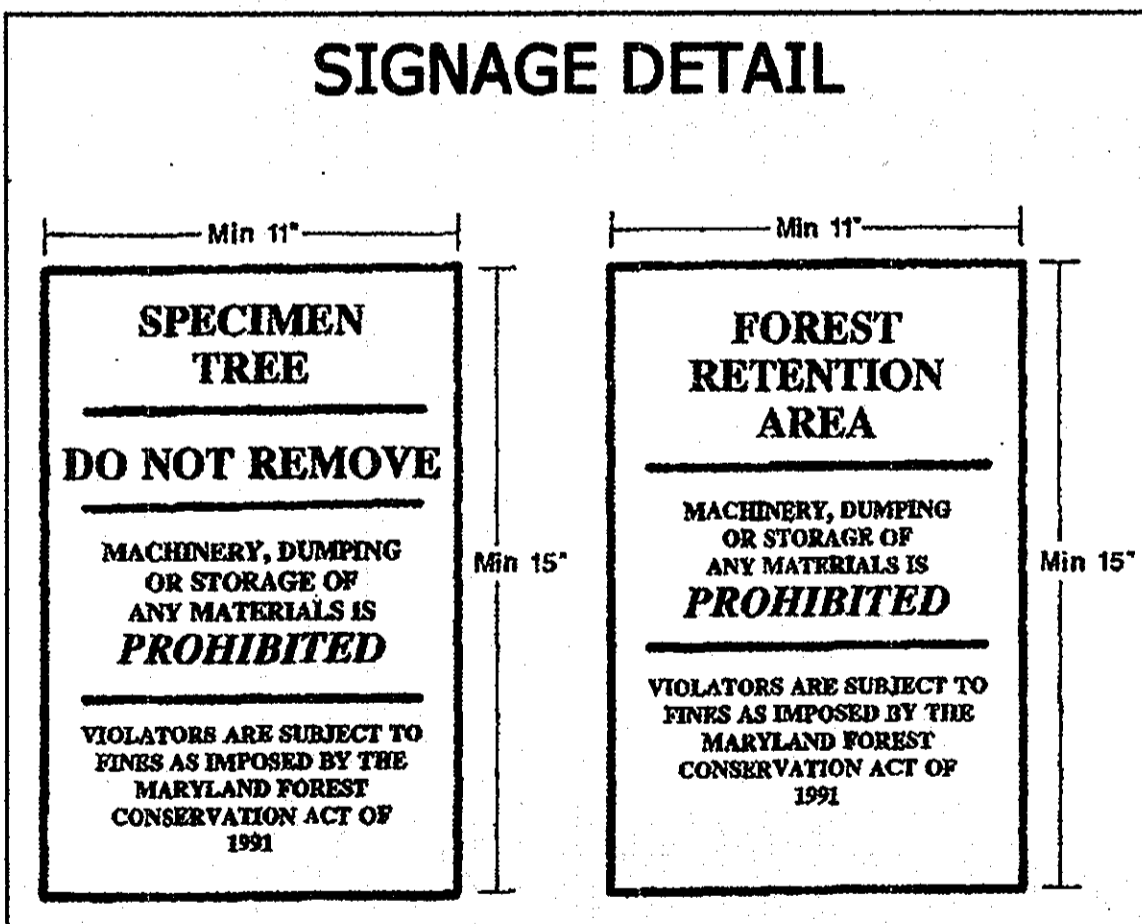 SIGNAGE DETAIL
Min 11"
SPECIMEN
TREE
DO NOT REMOVE
MACHINERY, DUMPING
OR STORAGE OF
ANY MATERIALS IS
PROHIBITED
VIOLATORS ARE SUBJECT TO
FINES AS IMPOSED BY THE
MARYLAND FOREST
CONSERVATION ACT OF
1991
Min 15"
Min 11"
FOREST
RETENTION
AREA
MACHINERY, DUMPING
OR STORAGE OF
ANY MATERIALS IS
PROHIBITED
VIOLATORS ARE SUBJECT TO
FINES AS IMPOSED BY THE
MARYLAND FOREST
CONSERVATION ACT OF
1991
Min 15"